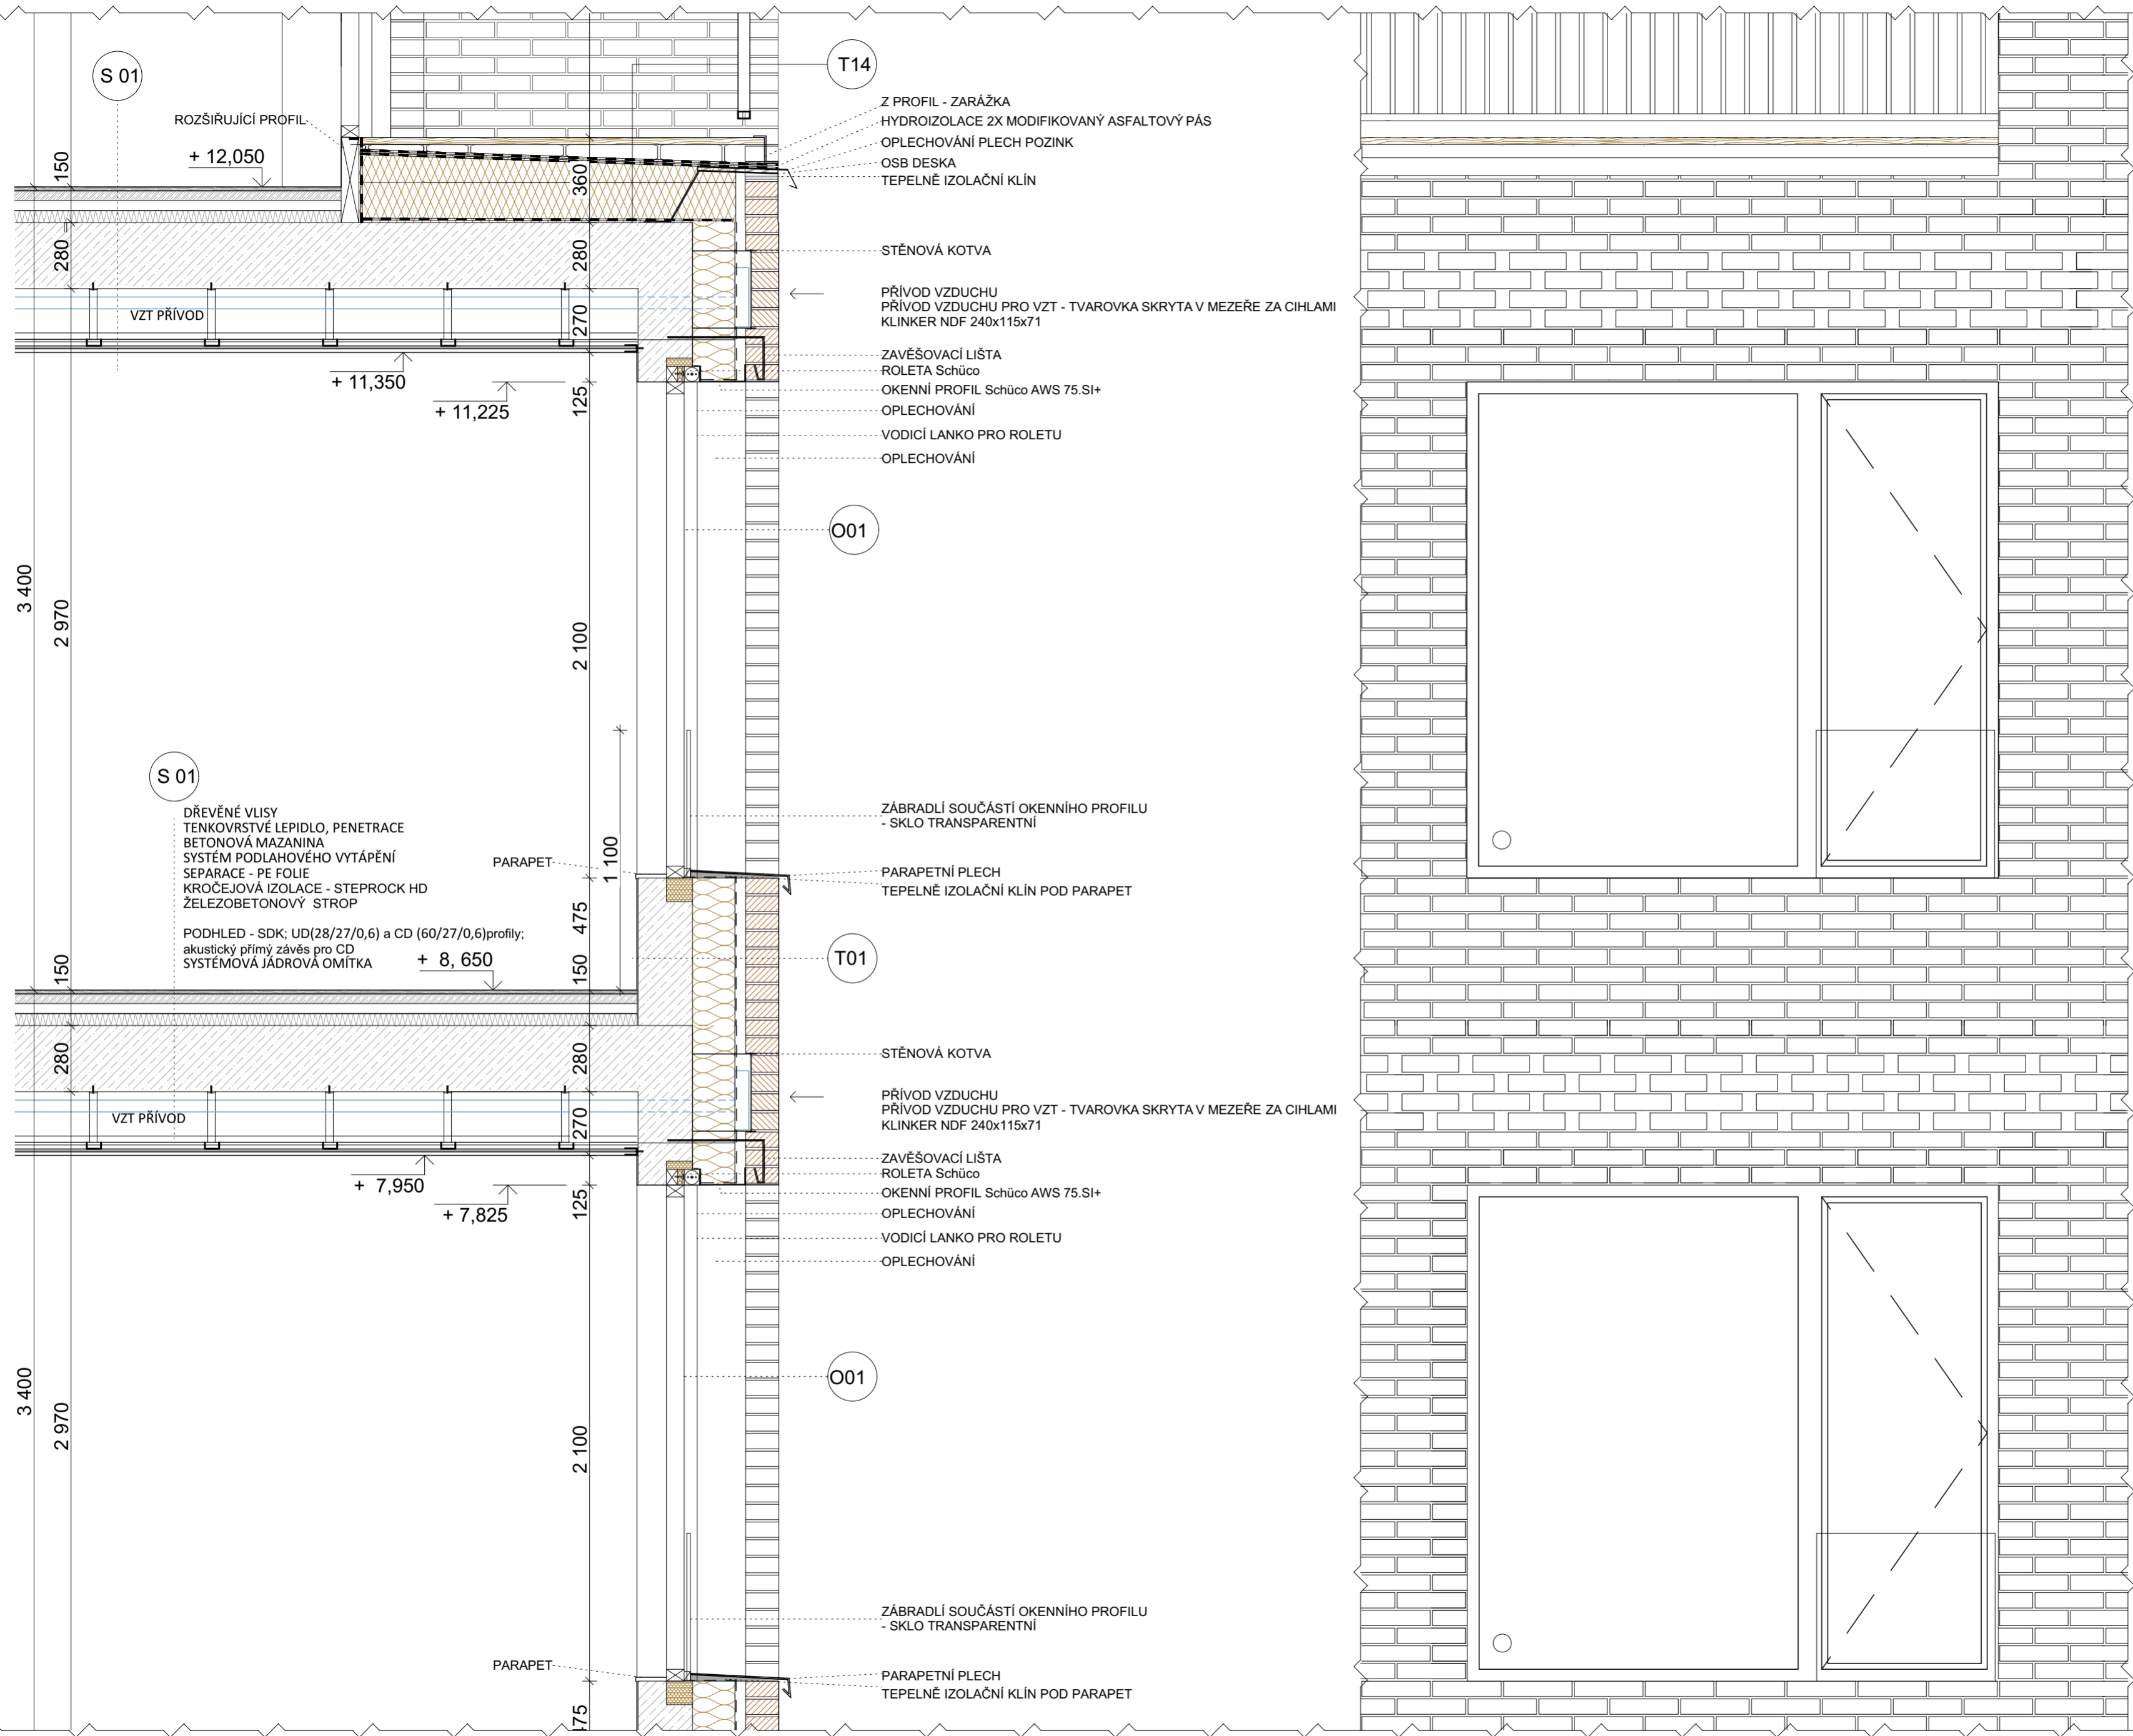 S 01
T14
Z PROFIL - ZARÁŽKA
HYDROIZOLACE 2X MODIFIKOVANÝ ASFALTOVÝ PÁS
OPLECHOVÁNÍ PLECH POZINK
OSB DESKA
TEPELNĚ IZOLAČNÍ KLÍN
ROZŠIŘUJÍCÍ PROFIL
+ 12,050
150
360
280
280
STĚNOVÁ KOTVA
PŘÍVOD VZDUCHU
PŘÍVOD VZDUCHU PRO VZT - TVAROVKA SKRYTA V MEZEŘE ZA CIHLAMI
KLINKER NDF 240x115x71
VZT PŘÍVOD
270
ZAVĚŠOVACÍ LIŠTA
ROLETA Schüco
OKENNÍ PROFIL Schüco AWS 75.SI+
OPLECHOVÁNÍ
VODICÍ LANKO PRO ROLETU
OPLECHOVÁNÍ
+ 11,350
+ 11,225
125
O01
3 400
2 970
2 100
S 01
DŘEVĚNÉ VLISY
TENKOVRSTVÉ LEPIDLO, PENETRACE
BETONOVÁ MAZANINA
SYSTÉM PODLAHOVÉHO VYTÁPĚNÍ
SEPARACE - PE FOLIE
KROČEJOVÁ IZOLACE - STEPROCK HD
ŽELEZOBETONOVÝ STROP
PODHLED - SDK; UD(28/27/0,6) a CD (60/27/0,6)profily;
akustický přímý závěs pro CD
SYSTÉMOVÁ JÁDROVÁ OMÍTKA
+ 8, 650
PARAPET
1 100
ZÁBRADLÍ SOUČÁSTÍ OKENNÍHO PROFILU
- SKLO TRANSPARENTNÍ
PARAPETNÍ PLECH
TEPELNĚ IZOLAČNÍ KLÍN POD PARAPET
475
T01
150
150
280
280
STĚNOVÁ KOTVA
PŘÍVOD VZDUCHU
PŘÍVOD VZDUCHU PRO VZT - TVAROVKA SKRYTA V MEZEŘE ZA CIHLAMI
KLINKER NDF 240x115x71
VZT PŘÍVOD
270
ZAVĚŠOVACÍ LIŠTA
ROLETA Schüco
OKENNÍ PROFIL Schüco AWS 75.SI+
OPLECHOVÁNÍ
VODICÍ LANKO PRO ROLETU
OPLECHOVÁNÍ
+ 7,950
+ 7,825
125
O01
3 400
2 970
2 100
ZÁBRADLÍ SOUČÁSTÍ OKENNÍHO PROFILU
- SKLO TRANSPARENTNÍ
PARAPET
PARAPETNÍ PLECH
TEPELNĚ IZOLAČNÍ KLÍN POD PARAPET
475